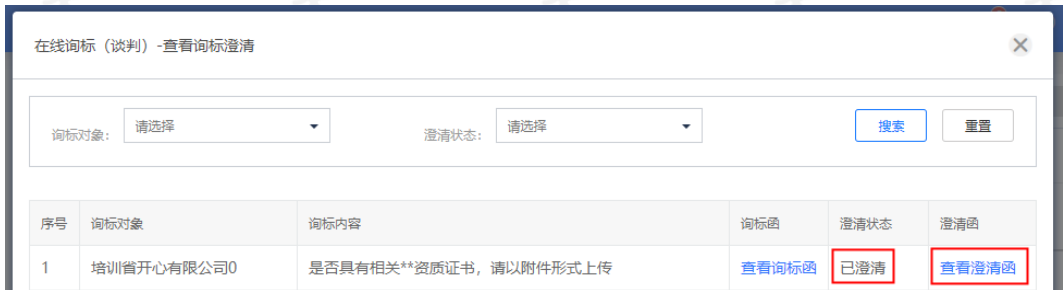 在线询标（谈判）-查看询标澄清
询标对象： 请选择 澄清状态： 请选择 搜索 重置
序号 询标对象 询标内容 询标函 澄清状态 澄清函
1 培训省开心有限公司0 是否具有相关**资质证书，请以附件形式上传 查看询标函 已澄清 查看澄清函